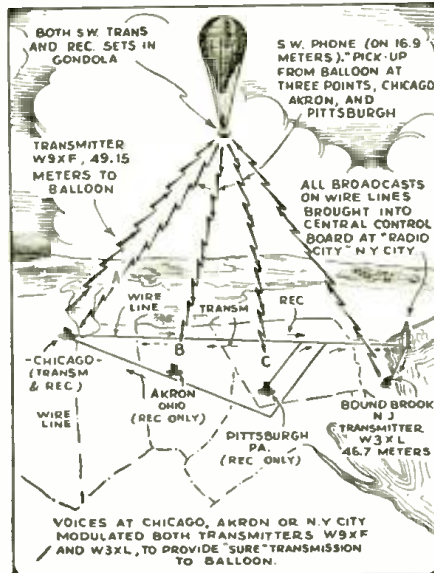 BOTH S.W. TRANS
AND REC. SETS IN
GONDOLA
S.W. PHONE (ON 16.9
METERS)."PICK-UP
FROM BALLOON AT
THREE POINTS, CHICAGO
AKRON, AND
PITTSBURGH
TRANSMITTER
W9XF, 49.15
METERS TO
BALLOON
ALL BROADCASTS
ON WIRE LINES
BROUGHT INTO
CENTRAL CONTROL
BOARD AT "RADIO
CITY" N.Y CITY
A
WIRE
LINE
TRANSM
REC
B
C
-CHICAGO-
(TRANSM
& REC)
WIRE
LINE
AKRON
OHIO
(REC ONLY)
PITTSBURGH
PA.
(REC ONLY)
BOUND BROOK
N J
TRANSMITTER
W3XL
46.7 METERS
VOICES AT CHICAGO, AKRON OR N.Y CITY
MODULATED BOTH TRANSMITTERS W9XF
AND W3XL, TO PROVIDE "SURE" TRANSMISSION
TO BALLOON.